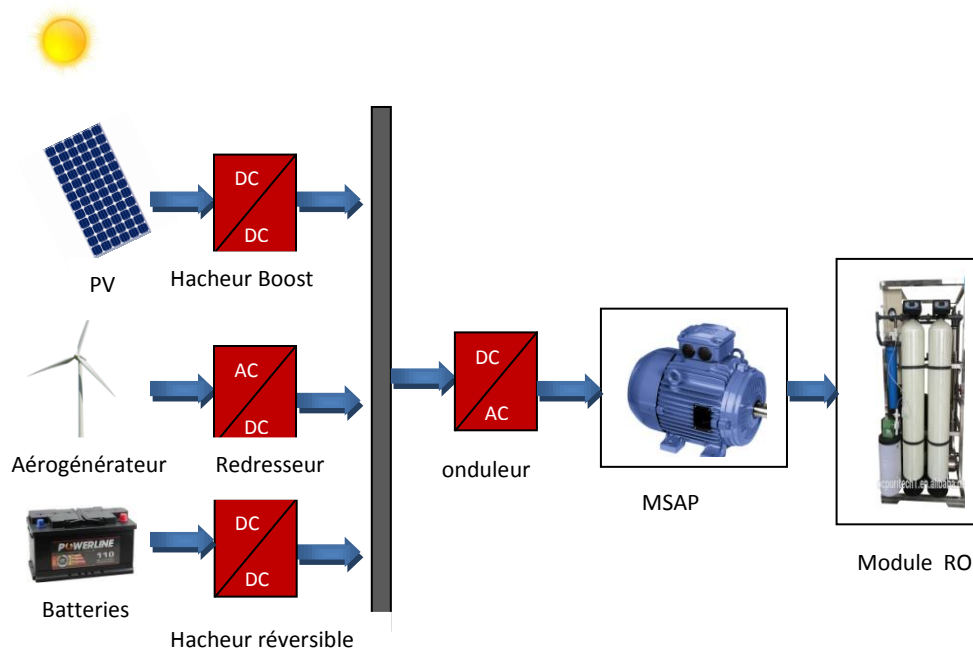 DC
DC
PV
Hacheur Boost
AC
DC
DC
AC
Aérogénérateur
Redresseur
onduleur
MSAP
POWERLINE
110
DC
DC
Module RO
Batteries
Hacheur réversible